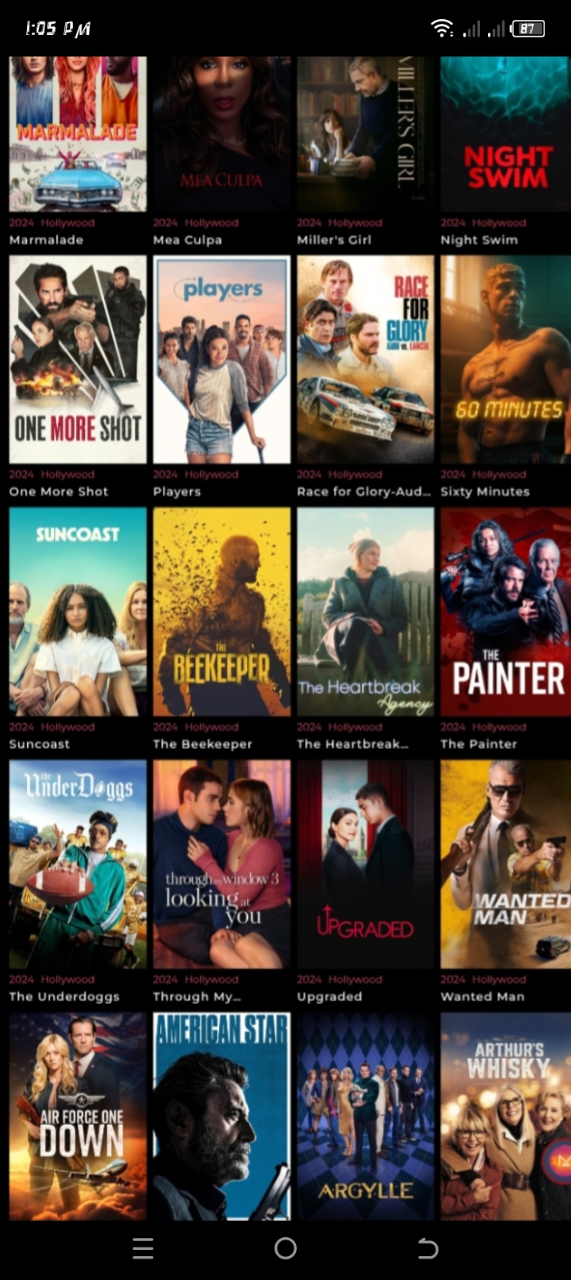 1:05 PM
87
MARMALADE
MEA CULPA
MILLER'S GIRL
NIGHT
SWIM
2024 Hollywood
2024 Hollywood
2024 Hollywood
2024 Hollywood
Marmalade
Mea Culpa
Miller's Girl
Night Swim
ONE MORE SHOT
players
RACE
FOR
GLORY
AUDI VS. LANCIA
60 MINUTES
2024 Hollywood
2024 Hollywood
2024 Hollywood
2024 Hollywood
One More Shot
Players
Race for Glory-Aud...
Sixty Minutes
SUNCOAST
THE
BEEKEEPER
The Heartbreak
Agency
THE
PAINTER
2024 Hollywood
2024 Hollywood
2024 Hollywood
2024 Hollywood
Suncoast
The Beekeeper
The Heartbreak...
The Painter
the
UnderDoggs
through my window 3
looking at
you
UPGRADED
WANTED
MAN
2024 Hollywood
2024 Hollywood
2024 Hollywood
2024 Hollywood
The Underdoggs
Through My...
Upgraded
Wanted Man
AIR FORCE ONE
DOWN
AMERICAN STAR
ARGYLLE
ARTHUR'S
WHISKY